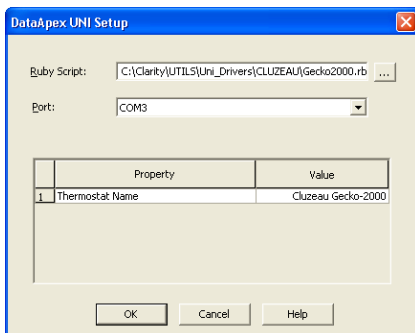 DataApex UNI Setup
Ruby Script: C:\Clarity\UTILS\Uni_Drivers\CLUZEAU\Gecko2000.rb ...
Port: COM3
Property Value
1 Thermostat Name Cluzeau Gecko-2000
OK Cancel Help